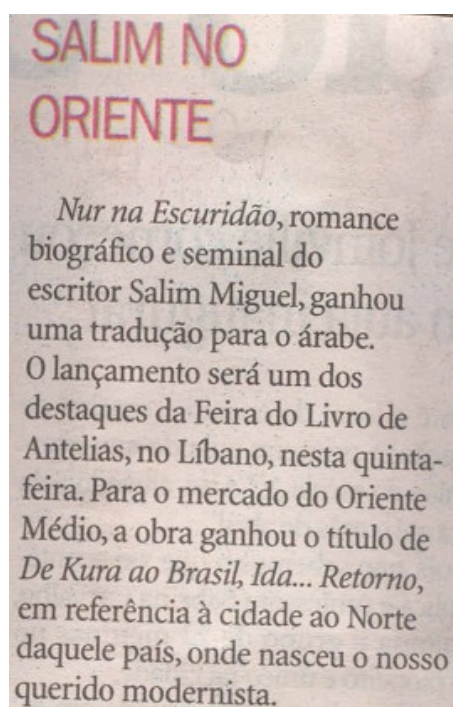 SALIM NO
ORIENTE
Nur na Escuridão, romance
biográfico e seminal do
escritor Salim Miguel, ganhou
uma tradução para o árabe.
O lançamento será um dos
destaques da Feira do Livro de
Antelias, no Líbano, nesta quinta-
feira. Para o mercado do Oriente
Médio, a obra ganhou o título de
De Kura ao Brasil, Ida... Retorno,
em referência à cidade ao Norte
daquele país, onde nasceu o nosso
querido modernista.